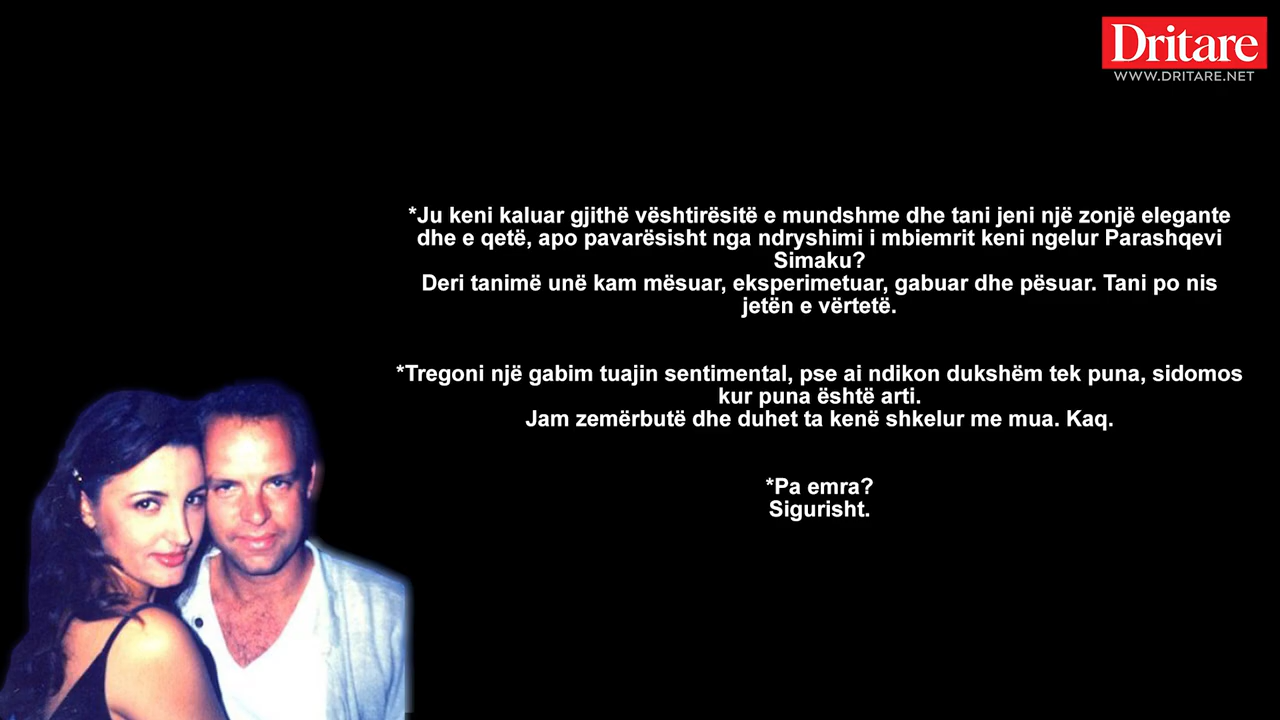 Dritare
WWW.DRITARE.NET
*Ju keni kaluar gjithë vështirësitë e mundshme dhe tani jeni një zonjë elegante
dhe e qetë, apo pavarësisht nga ndryshimi i mbiemrit keni ngelur Parashqevi
Simaku?
Deri tanimë unë kam mësuar, eksperimetuar, gabuar dhe pësuar. Tani po nis
jetën e vërtetë.
*Tregoni një gabim tuajin sentimental, pse ai ndikon dukshëm tek puna, sidomos
kur puna është arti.
Jam zemërbutë dhe duhet ta kenë shkelur me mua. Kaq.
*Pa emra?
Sigurisht.